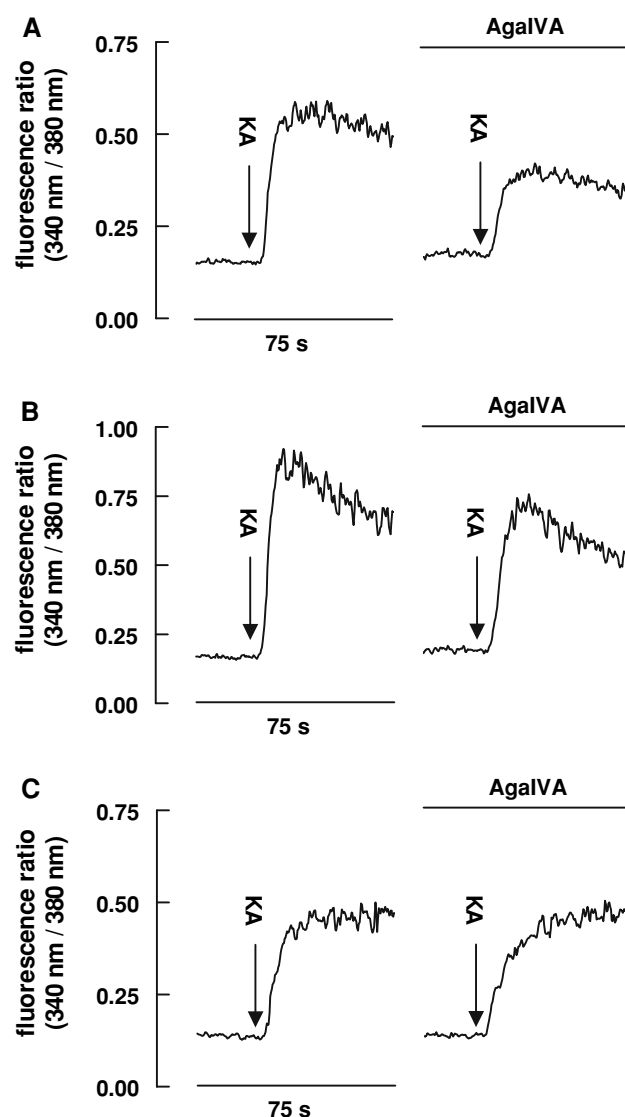 A
AgaIVA
0.75
0.50
0.25
0.00
fluorescence ratio
(340 nm / 380 nm)
KA
KA
75 s
B
AgaIVA
1.00
0.75
0.50
0.25
0.00
fluorescence ratio
(340 nm / 380 nm)
KA
KA
75 s
C
AgaIVA
0.75
0.50
0.25
0.00
fluorescence ratio
(340 nm / 380 nm)
KA
KA
75 s